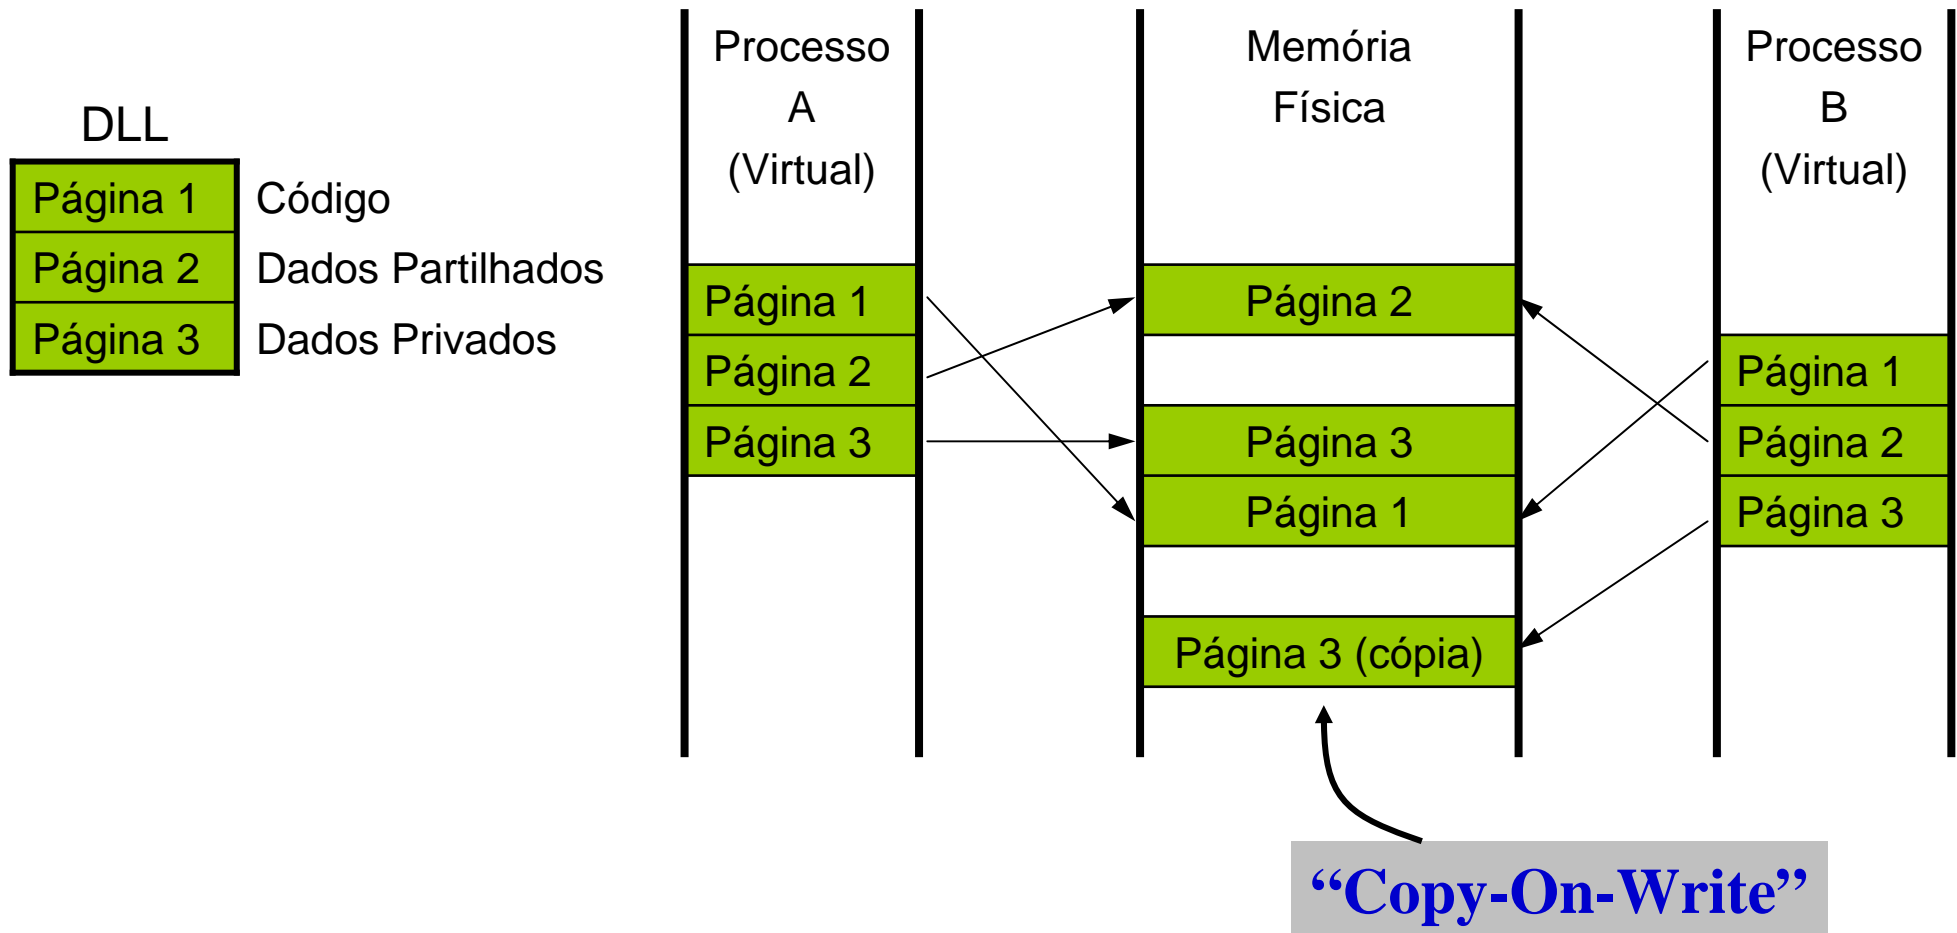 DLL
Página 1
Código
Página 2
Dados Partilhados
Página 3
Dados Privados
Processo
A
(Virtual)
Página 1
Página 2
Página 3
Memória
Física
Página 2
Página 3
Página 1
Página 3 (cópia)
Processo
B
(Virtual)
Página 1
Página 2
Página 3
“Copy-On-Write”